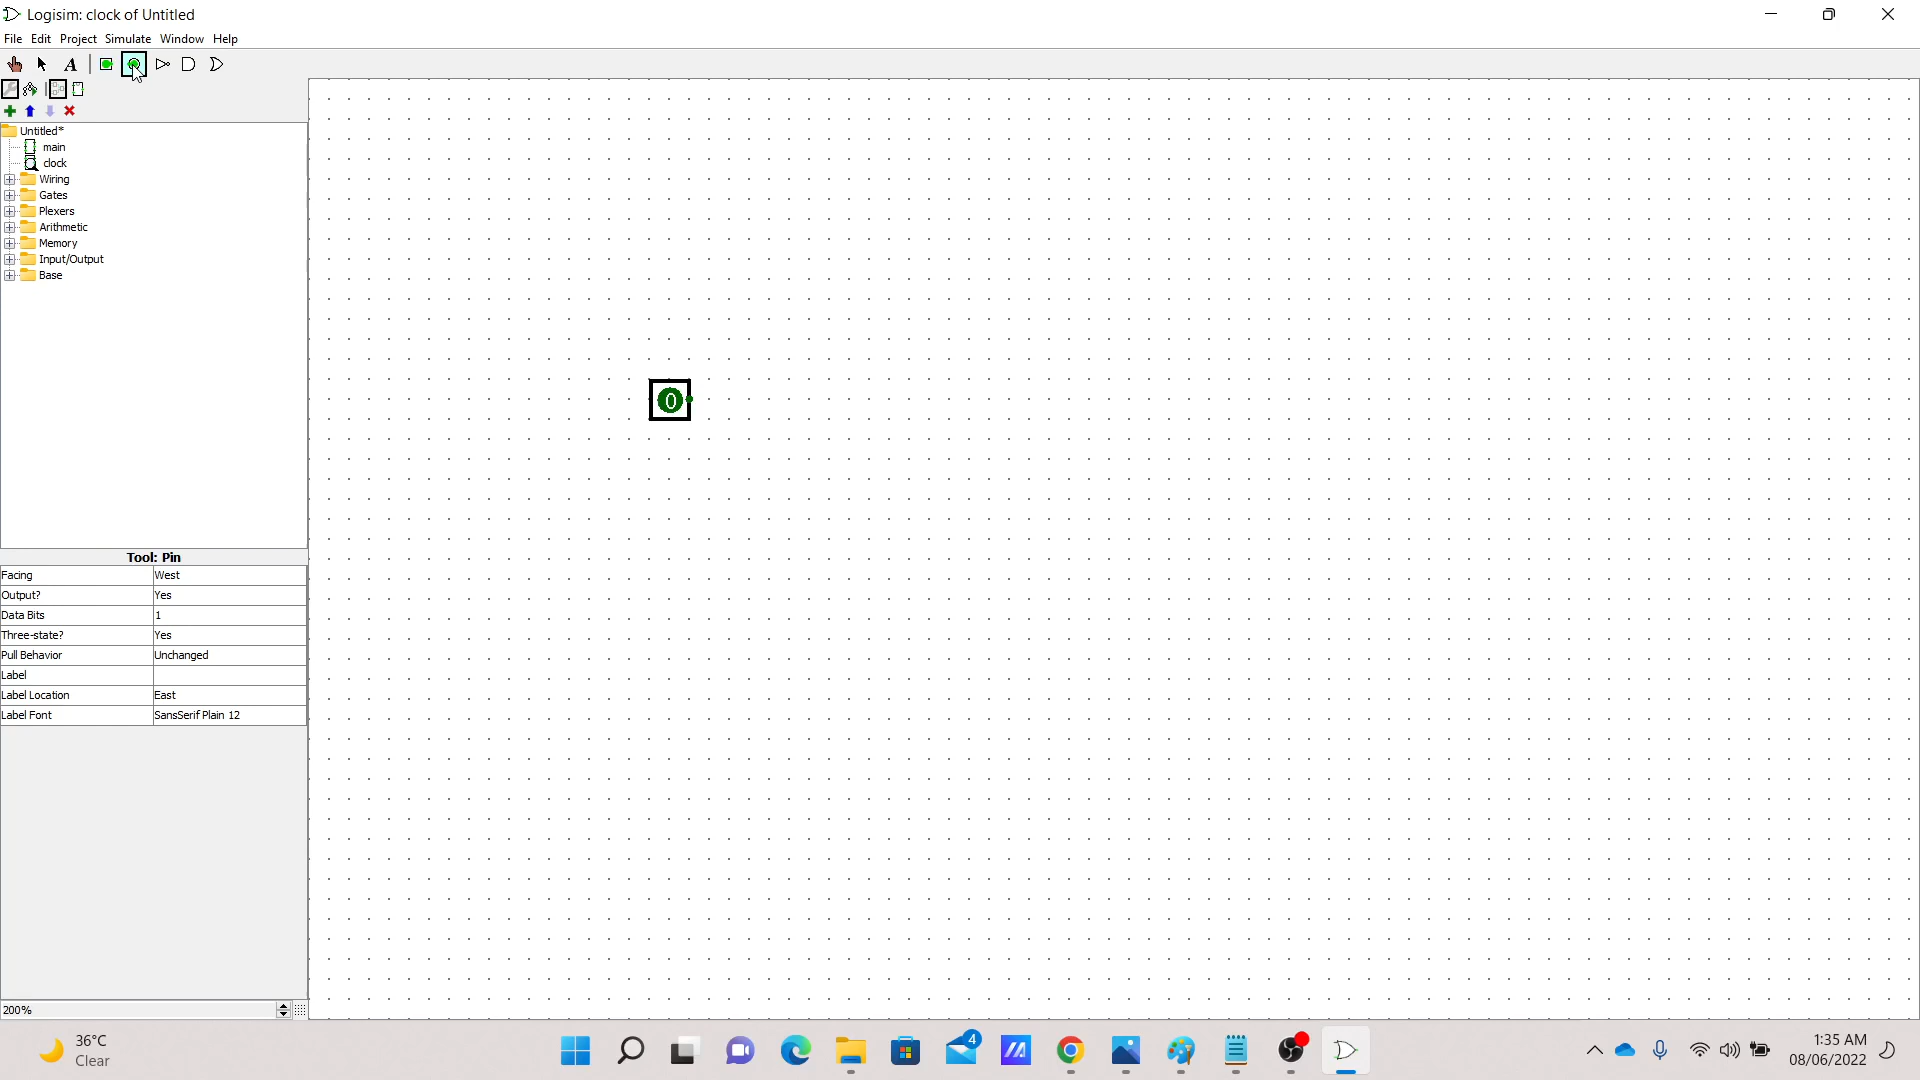 Logisim: clock of Untitled
File Edit Project Simulate Window Help
A
Untitled*
main
clock
Wiring
Gates
Plexers
Arithmetic
Memory
Input/Output
Base
0
Tool: Pin
Facing West
Output? Yes
Data Bits 1
Three-state? Yes
Pull Behavior Unchanged
Label
Label Location East
Label Font SansSerif Plain 12
200%
36°C
Clear
4
1:35 AM
08/06/2022